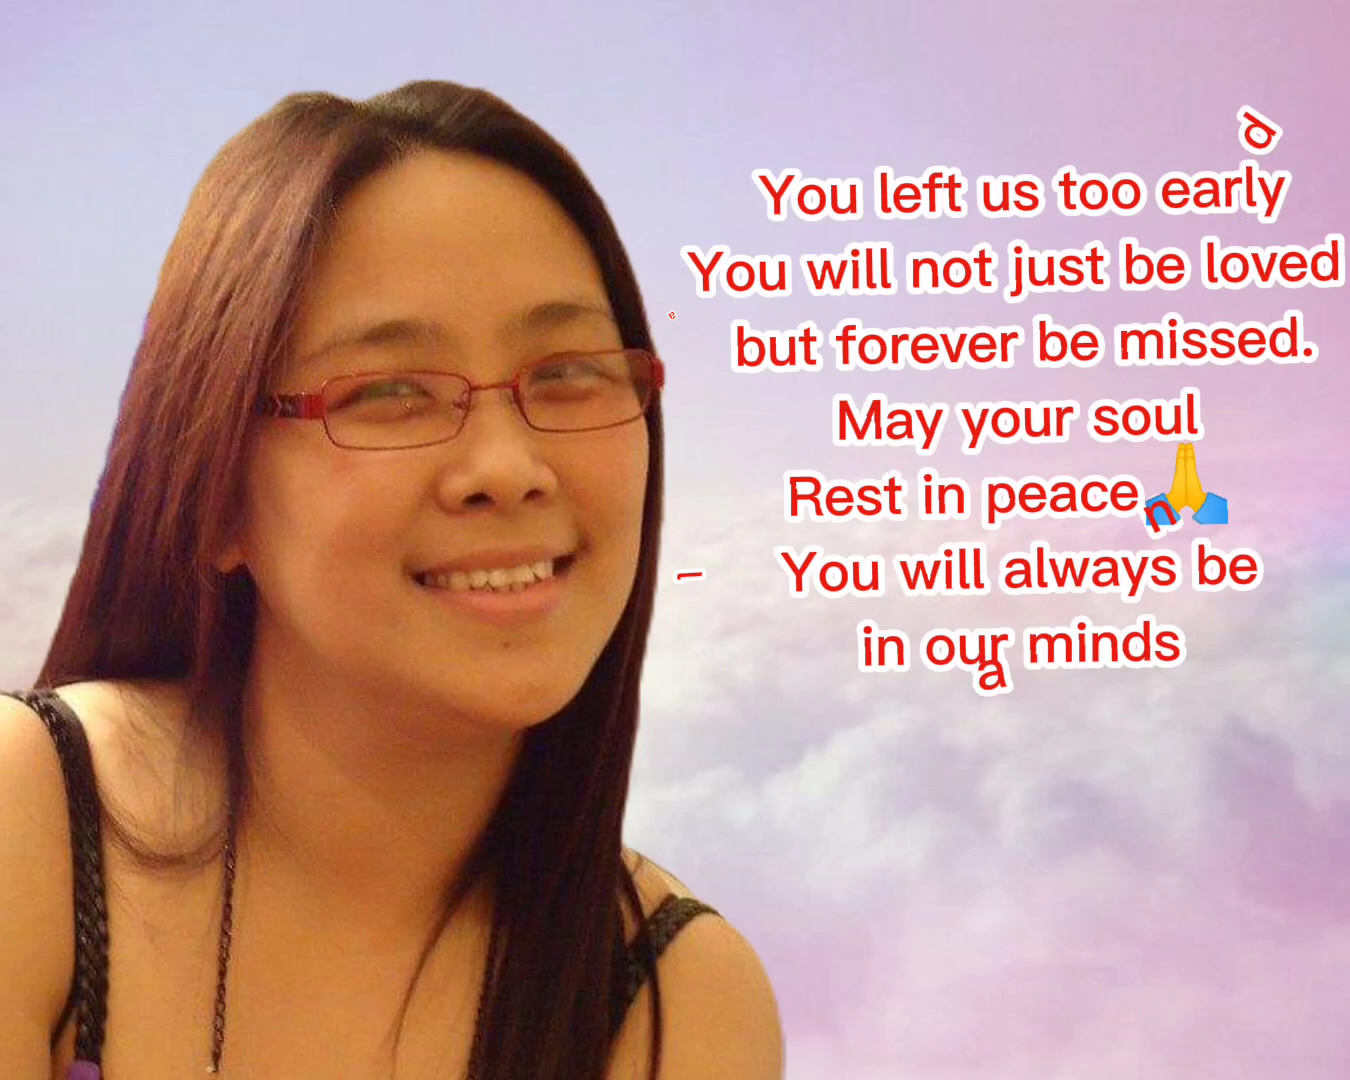 d
You left us too early
You will not just be loved
a
but forever be missed.
May your soul
Rest in peace🙏
n
You will always be
in our minds
a